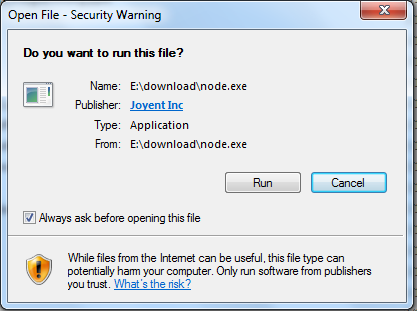 Open File - Security Warning
Do you want to run this file?
Name: E:\download\node.exe
Publisher: Joyent Inc
Type: Application
From: E:\download\node.exe
Run Cancel
Always ask before opening this file
While files from the Internet can be useful, this file type can
potentially harm your computer. Only run software from publishers
you trust. What's the risk?